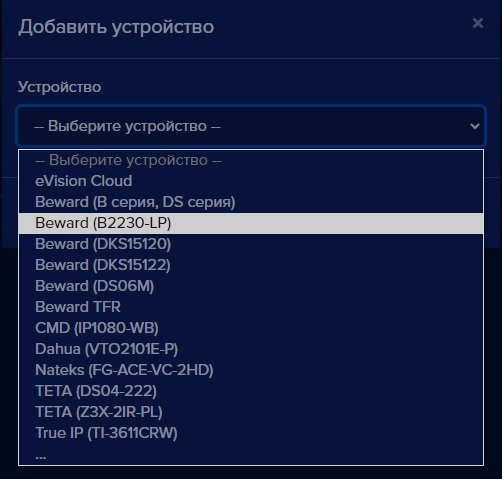 Добавить устройство ×
Устройство
-- Выберите устройство --
-- Выберите устройство --
eVision Cloud
Beward (B серия, DS серия)
Beward (B2230-LP)
Beward (DKS15120)
Beward (DKS15122)
Beward (DS06M)
Beward TFR
CMD (IP1080-WB)
Dahua (VTO2101E-P)
Nateks (FG-ACE-VC-2HD)
TETA (DS04-222)
TETA (Z3X-2IR-PL)
True IP (TI-3611CRW)
...